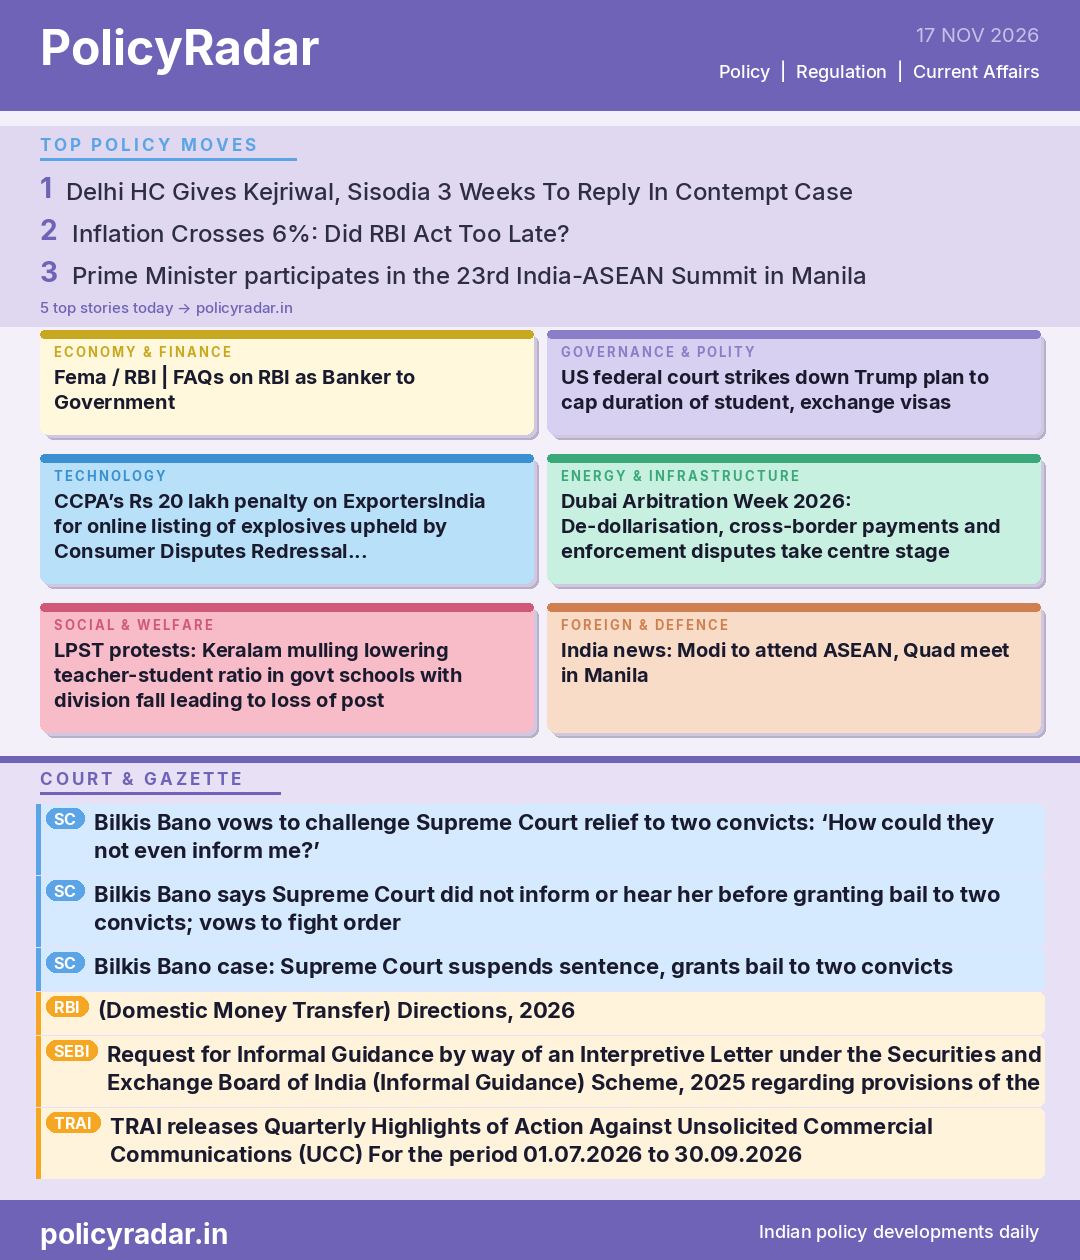 PolicyRadar
17 NOV 2026
Policy | Regulation | Current Affairs
TOP POLICY MOVES
1 Delhi HC Gives Kejriwal, Sisodia 3 Weeks To Reply In Contempt Case
2 Inflation Crosses 6%: Did RBI Act Too Late?
3 Prime Minister participates in the 23rd India-ASEAN Summit in Manila
5 top stories today → policyradar.in
ECONOMY & FINANCE
Fema / RBI | FAQs on RBI as Banker to
Government
GOVERNANCE & POLITY
US federal court strikes down Trump plan to
cap duration of student, exchange visas
TECHNOLOGY
CCPA’s Rs 20 lakh penalty on ExportersIndia
for online listing of explosives upheld by
Consumer Disputes Redressal...
ENERGY & INFRASTRUCTURE
Dubai Arbitration Week 2026:
De-dollarisation, cross-border payments and
enforcement disputes take centre stage
SOCIAL & WELFARE
LPST protests: Keralam mulling lowering
teacher-student ratio in govt schools with
division fall leading to loss of post
FOREIGN & DEFENCE
India news: Modi to attend ASEAN, Quad meet
in Manila
COURT & GAZETTE
SC Bilkis Bano vows to challenge Supreme Court relief to two convicts: ‘How could they
not even inform me?’
SC Bilkis Bano says Supreme Court did not inform or hear her before granting bail to two
convicts; vows to fight order
SC Bilkis Bano case: Supreme Court suspends sentence, grants bail to two convicts
RBI (Domestic Money Transfer) Directions, 2026
SEBI Request for Informal Guidance by way of an Interpretive Letter under the Securities and
Exchange Board of India (Informal Guidance) Scheme, 2025 regarding provisions of the
TRAI TRAI releases Quarterly Highlights of Action Against Unsolicited Commercial
Communications (UCC) For the period 01.07.2026 to 30.09.2026
policyradar.in
Indian policy developments daily